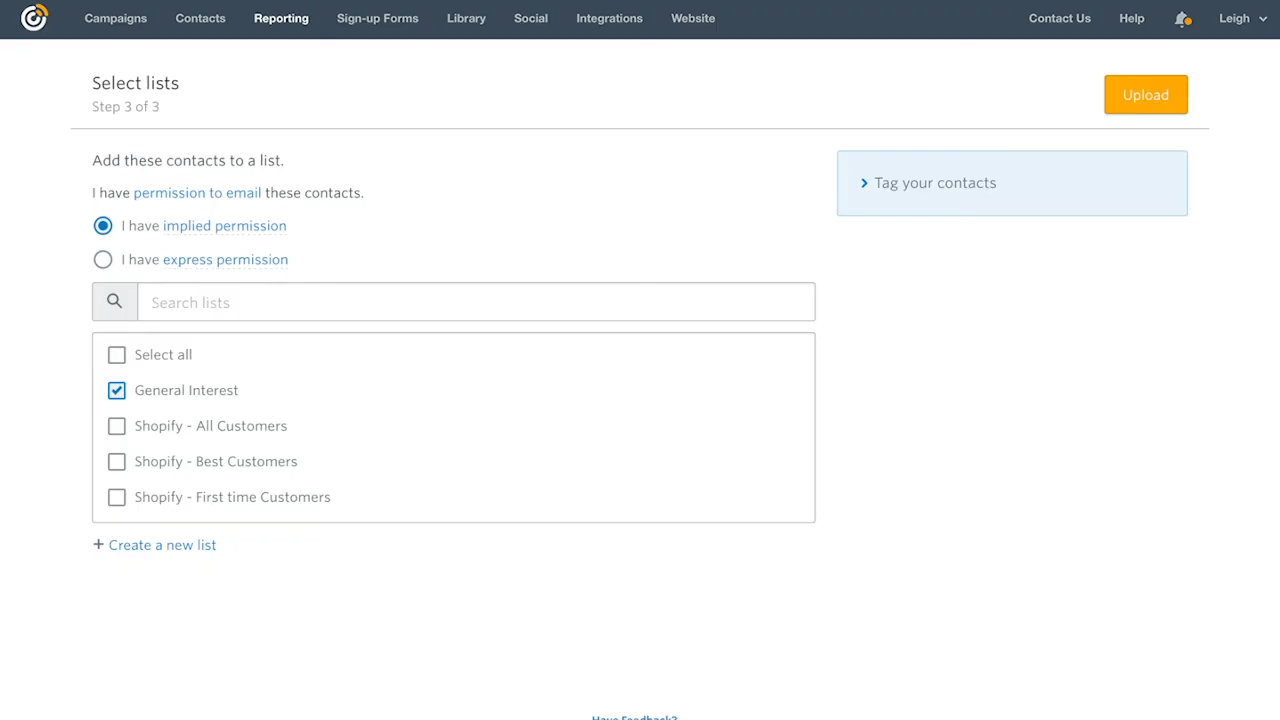 Campaigns Contacts Reporting Sign-up Forms Library Social Integrations Website Contact Us Help Leigh
Select lists
Step 3 of 3
Upload
Add these contacts to a list.
I have permission to email these contacts.
I have implied permission
I have express permission
Search lists
Select all
General Interest
Shopify - All Customers
Shopify - Best Customers
Shopify - First time Customers
+ Create a new list
Tag your contacts
Have Feedback?